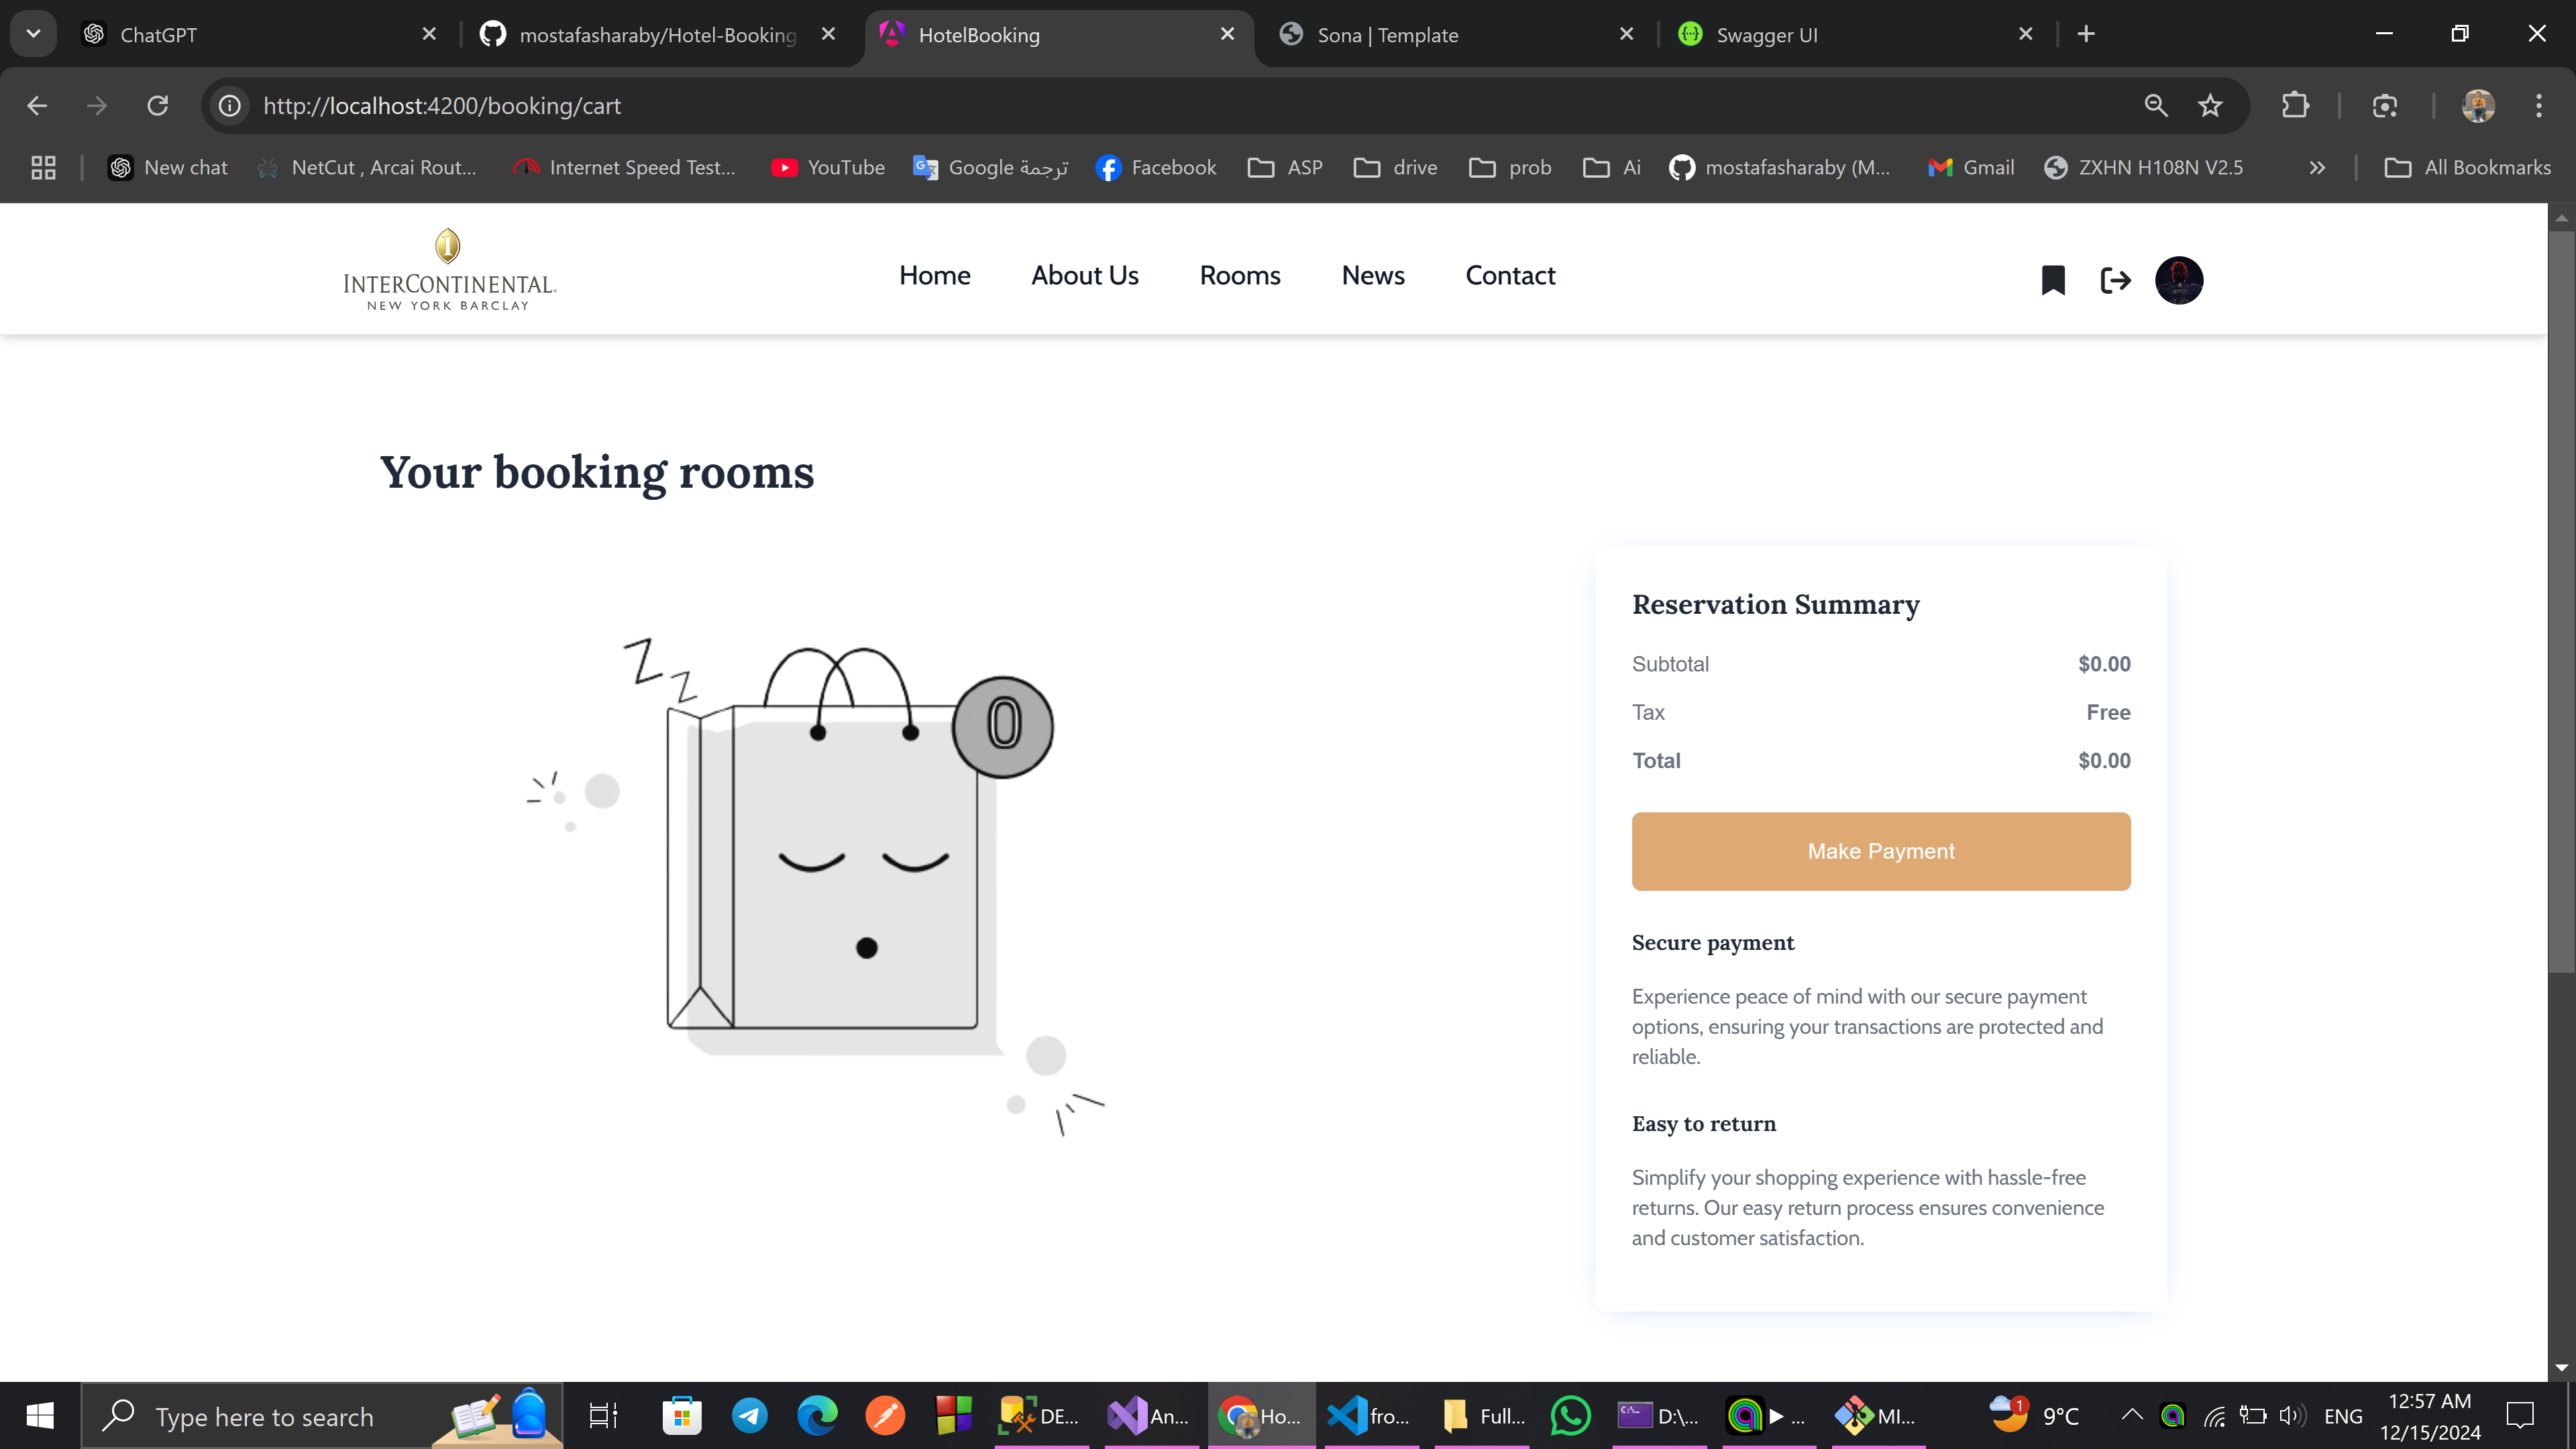 ChatGPT
mostafasharaby/Hotel-Booking
HotelBooking
Sona | Template
Swagger UI
http://localhost:4200/booking/cart
New chat
NetCut , Arcai Rout...
Internet Speed Test...
YouTube
Google ترجمة
Facebook
ASP
drive
prob
Ai
mostafasharaby (M...
Gmail
ZXHN H108N V2.5
All Bookmarks
INTERCONTINENTAL.
NEW YORK BARCLAY
Home
About Us
Rooms
News
Contact
Your booking rooms
Z
Z
0
Reservation Summary
Subtotal $0.00
Tax Free
Total $0.00
Make Payment
Secure payment
Experience peace of mind with our secure payment
options, ensuring your transactions are protected and
reliable.
Easy to return
Simplify your shopping experience with hassle-free
returns. Our easy return process ensures convenience
and customer satisfaction.
Type here to search
DE...
An...
Ho...
fro...
Full...
D:\...
...
MI...
1
9°C
ENG
12:57 AM
12/15/2024